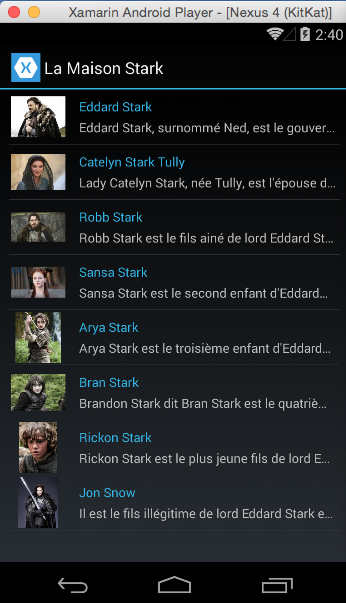 Xamarin Android Player - [Nexus 4 (KitKat)]
2:40
La Maison Stark
Eddard Stark
Eddard Stark, surnommé Ned, est le gouver...
Catelyn Stark Tully
Lady Catelyn Stark, née Tully, est l'épouse d...
Robb Stark
Robb Stark est le fils ainé de lord Eddard St...
Sansa Stark
Sansa Stark est le second enfant d'Eddard...
Arya Stark
Arya Stark est le troisième enfant d'Eddard...
Bran Stark
Brandon Stark dit Bran Stark est le quatriè...
Rickon Stark
Rickon Stark est le plus jeune fils de lord E...
Jon Snow
Il est le fils illégitime de lord Eddard Stark e...